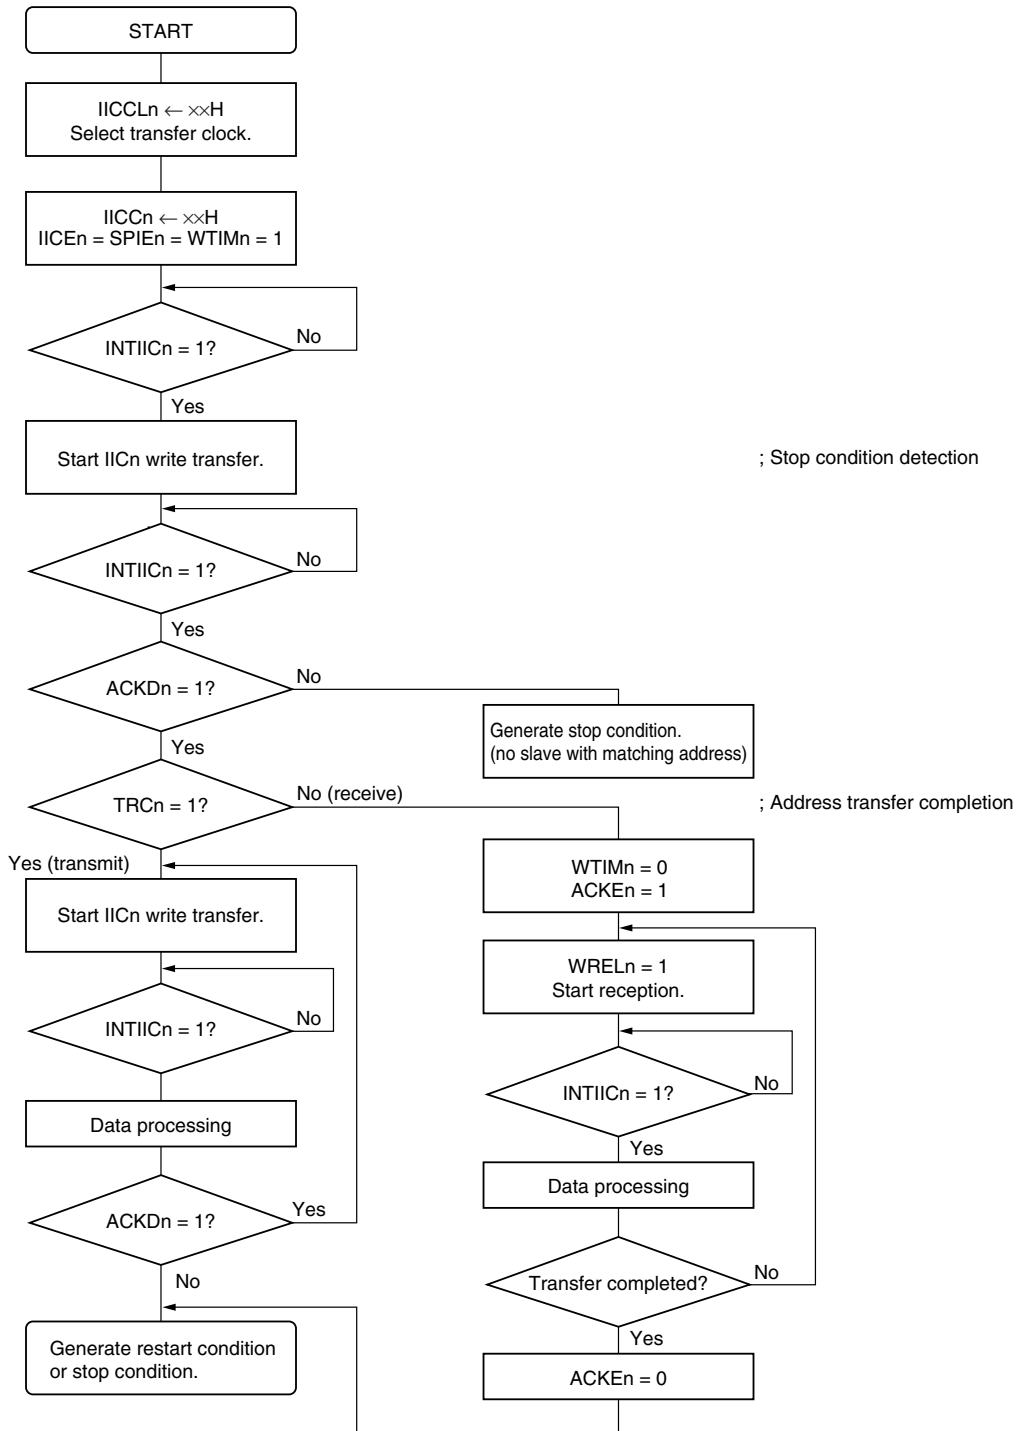 START
IICCLn ← ××H
Select transfer clock.
IICCn ← ××H
IICEn = SPIEn = WTIMn = 1
INTIICn = 1?
No
Yes
Start IICn write transfer.
; Stop condition detection
INTIICn = 1?
No
Yes
ACKDn = 1?
No
Generate stop condition.
(no slave with matching address)
Yes
TRCn = 1?
No (receive)
; Address transfer completion
Yes (transmit)
Start IICn write transfer.
INTIICn = 1?
No
Data processing
ACKDn = 1?
Yes
No
Generate restart condition
or stop condition.
WTIMn = 0
ACKEn = 1
WRELn = 1
Start reception.
INTIICn = 1?
No
Yes
Data processing
Transfer completed?
No
Yes
ACKEn = 0